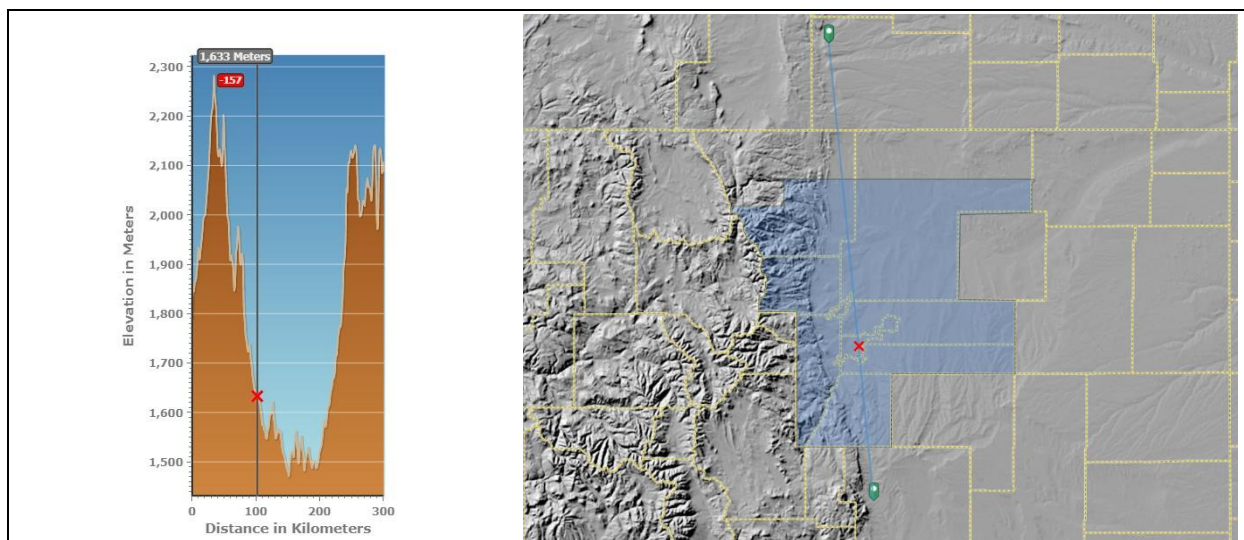 1,633 Meters
2,300
-157
2,200
2,100
2,000
1,900
1,800
1,700
1,600
1,500
Elevation in Meters
0 100 200 300
Distance in Kilometers